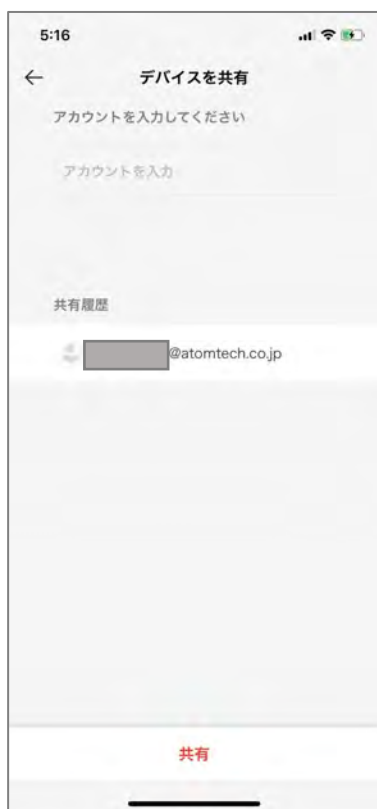 5:16
デバイスを共有
アカウントを入力してください
アカウントを入力
共有履歴
@atomtech.co.jp
共有